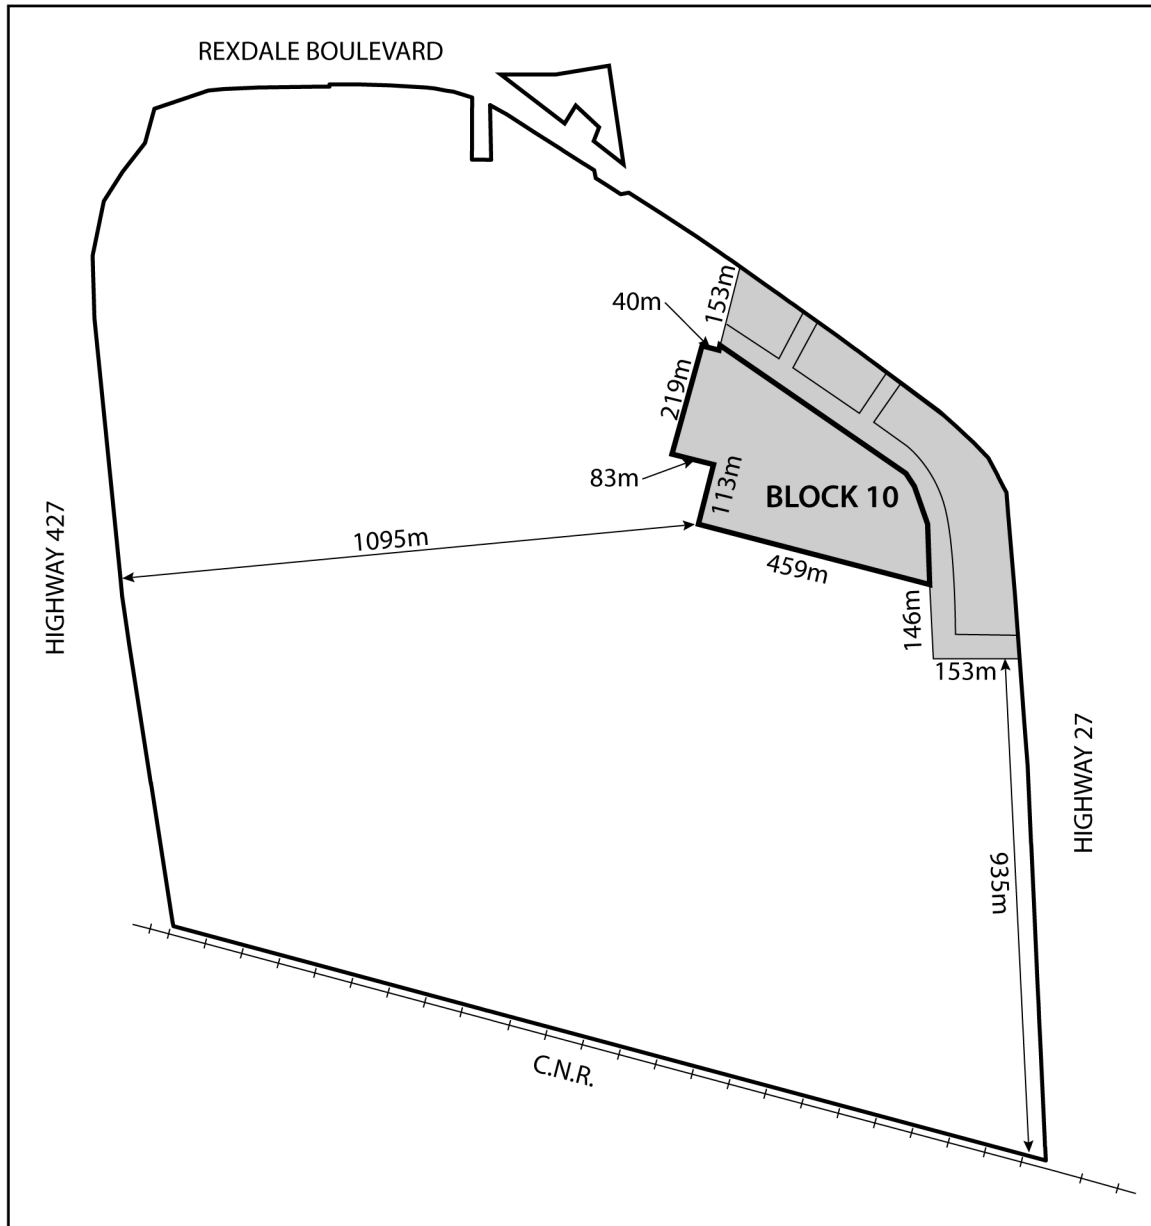 REXDALE BOULEVARD
40m
153m
219m
83m
113m
BLOCK 10
1095m
459m
HIGHWAY 427
146m
153m
HIGHWAY 27
935m
C.N.R.